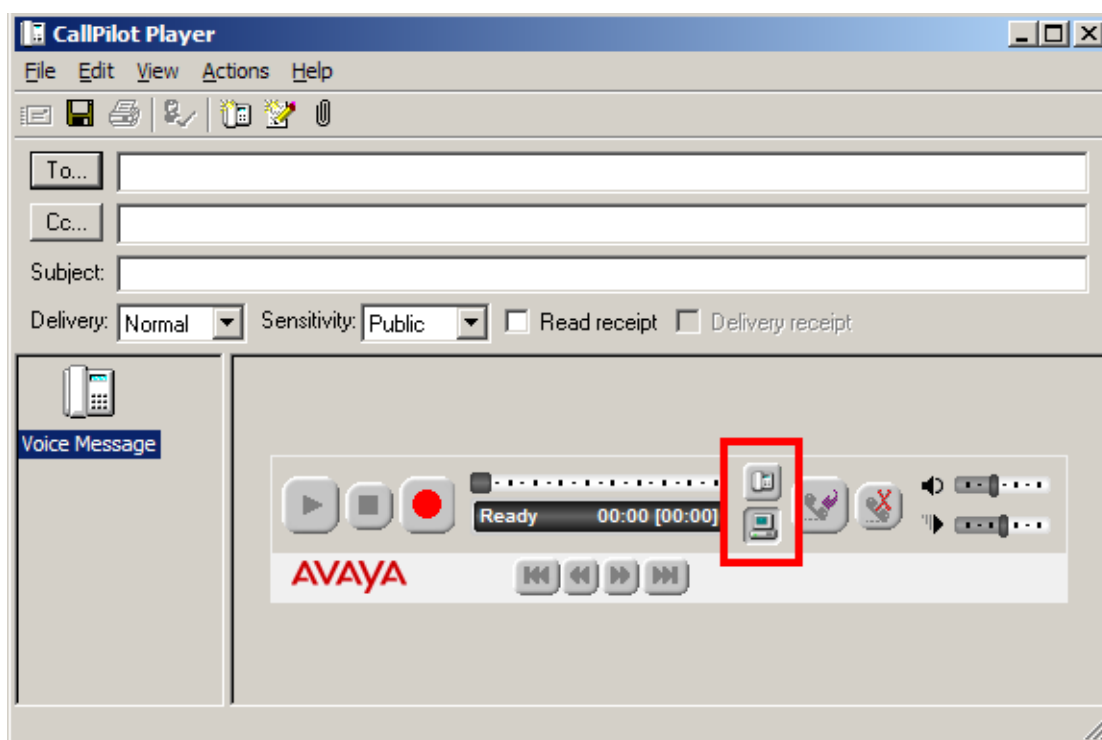 CallPilot Player
File Edit View Actions Help
To...
Cc...
Subject:
Delivery: Normal Sensitivity: Public Read receipt Delivery receipt
Voice Message
Ready 00:00 [00:00]
AVAYA